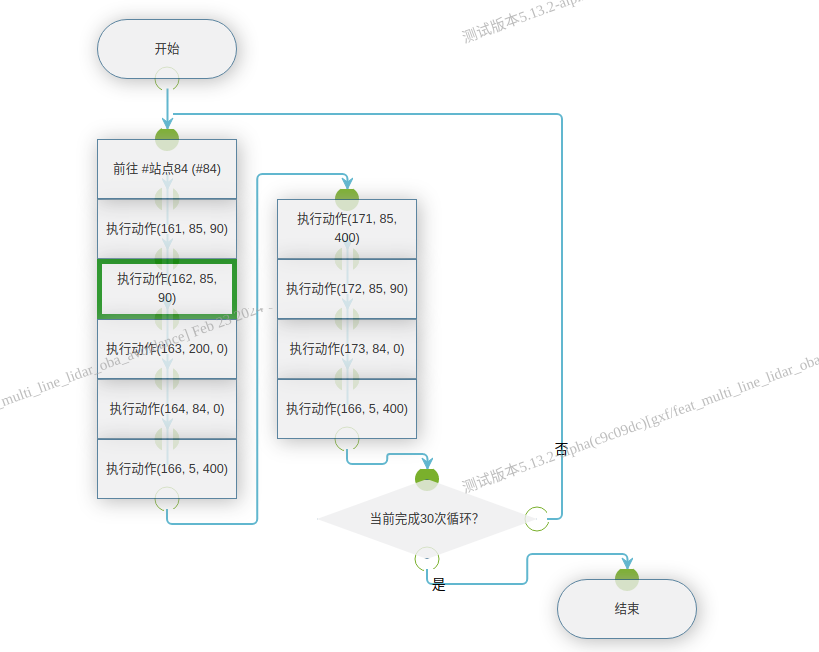 测试版本5.13.2-alpha
开始
前往 #站点84 (#84)
执行动作(161, 85, 90)
执行动作(162, 85,
90)
执行动作(163, 200, 0)
执行动作(164, 84, 0)
执行动作(166, 5, 400)
执行动作(171, 85,
400)
执行动作(172, 85, 90)
执行动作(173, 84, 0)
执行动作(166, 5, 400)
_multi_line_lidar_oba_avoidance] Feb 23 2024 -
测试版本5.13.2-alpha(c9c09dc)[gxf/feat_multi_line_lidar_oba
否
当前完成30次循环?
是
结束